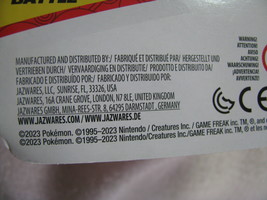 BATTLE
WARNING
ATTENTION!
MANUFACTURED AND DISTRIBUTED BY:/ FABRIQUÉ ET DISTRIBUÉ PAR/ HERGESTELLT UND
VERTRIEBEN DURCH/ VERVAARDIGING EN DISTRIBUTIE/ PRODOTTO E DISTRIBUITO DA/
FABRICADO E DISTRIBUÍDO POR/ FABRICADO Y DISTRIBUIDO POR:
JAZWARES, LLC, SUNRISE, FL, 33326, USA
JAZWARES, 16A CRANE GROVE, LONDON, N7 8LE, UNITED KINGDOM
JAZWARES GMBH, MINA-REES-STR. 8, 64295 DARMSTADT, GERMANY
WWW.JAZWARES.COM
WWW.JAZWARES.DE
©2023 Pokémon. ©1995–2023 Nintendo / Creatures Inc. / GAME FREAK inc. TM, ®, and
©2023 Pokémon. ©1995–2023 Nintendo/Creatures Inc./GAME FREAK inc. TM, ® et